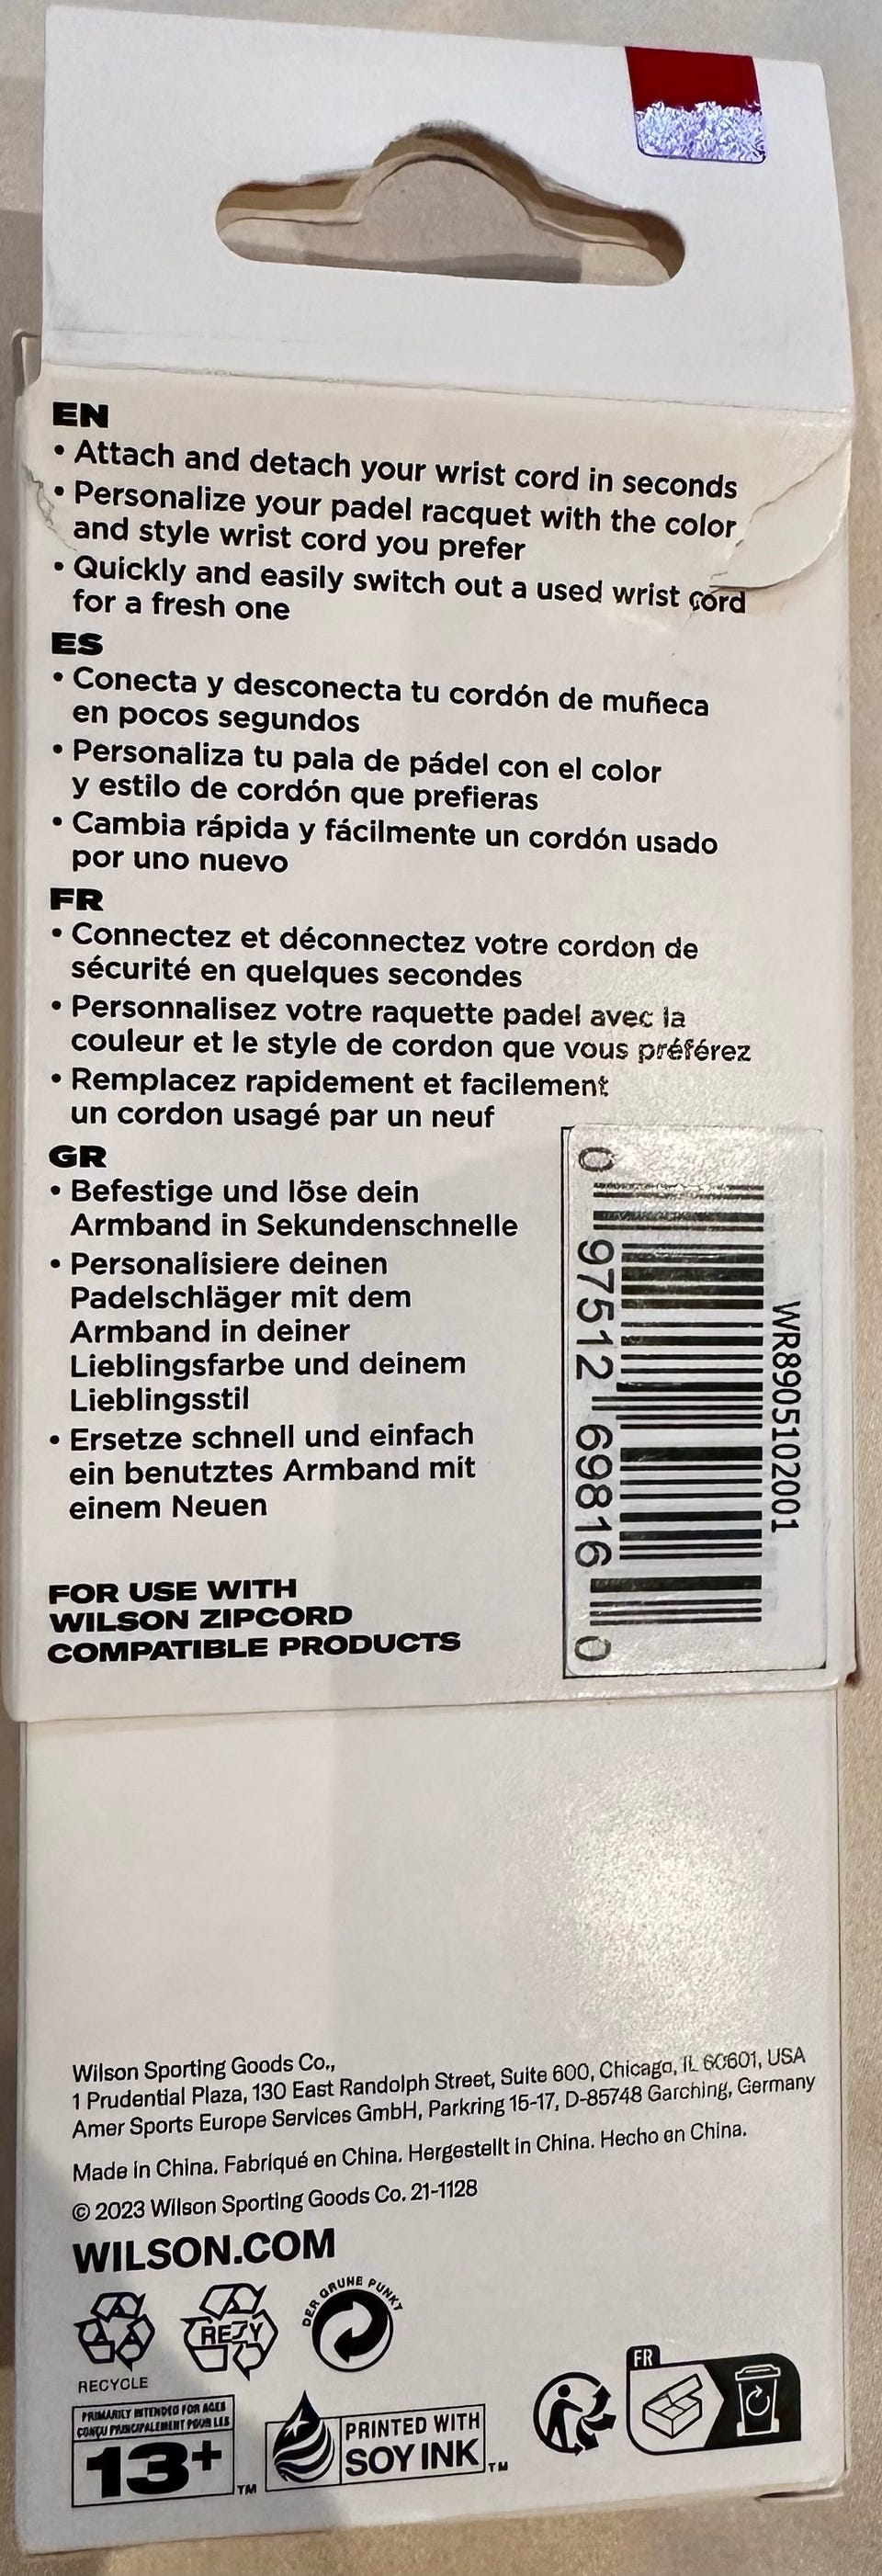 EN
• Attach and detach your wrist cord in seconds
• Personalize your padel racquet with the color
and style wrist cord you prefer
• Quickly and easily switch out a used wrist cord
for a fresh one
ES
• Conecta y desconecta tu cordón de muñeca
en pocos segundos
• Personaliza tu pala de pádel con el color
y estilo de cordón que prefieras
• Cambia rápida y fácilmente un cordón usado
por uno nuevo
FR
• Connectez et déconnectez votre cordon de
sécurité en quelques secondes
• Personnalisez votre raquette padel avec la
couleur et le style de cordon que vous préférez
• Remplacez rapidement et facilement
un cordon usagé par un neuf
GR
• Befestige und löse dein
Armband in Sekundenschnelle
• Personalisiere deinen
Padelschläger mit dem
Armband in deiner
Lieblingsfarbe und deinem
Lieblingsstil
• Ersetze schnell und einfach
ein benutztes Armband mit
einem Neuen
WR8905102001
0 97512 69816 0
FOR USE WITH
WILSON ZIPCORD
COMPATIBLE PRODUCTS
Wilson Sporting Goods Co.,
1 Prudential Plaza, 130 East Randolph Street, Suite 600, Chicago, IL 60601, USA
Amer Sports Europe Services GmbH, Parkring 15-17, D-85748 Garching, Germany
Made in China. Fabriqué en China. Hergestellt in China. Hecho en China.
© 2023 Wilson Sporting Goods Co. 21-1128
WILSON.COM
RECYCLE
RESY
DER GRÜNE PUNKT
PRIMARILY INTENDED FOR AGES
CONÇU PRINCIPALEMENT POUR LES
13+ ™
PRINTED WITH
SOY INK ™
FR